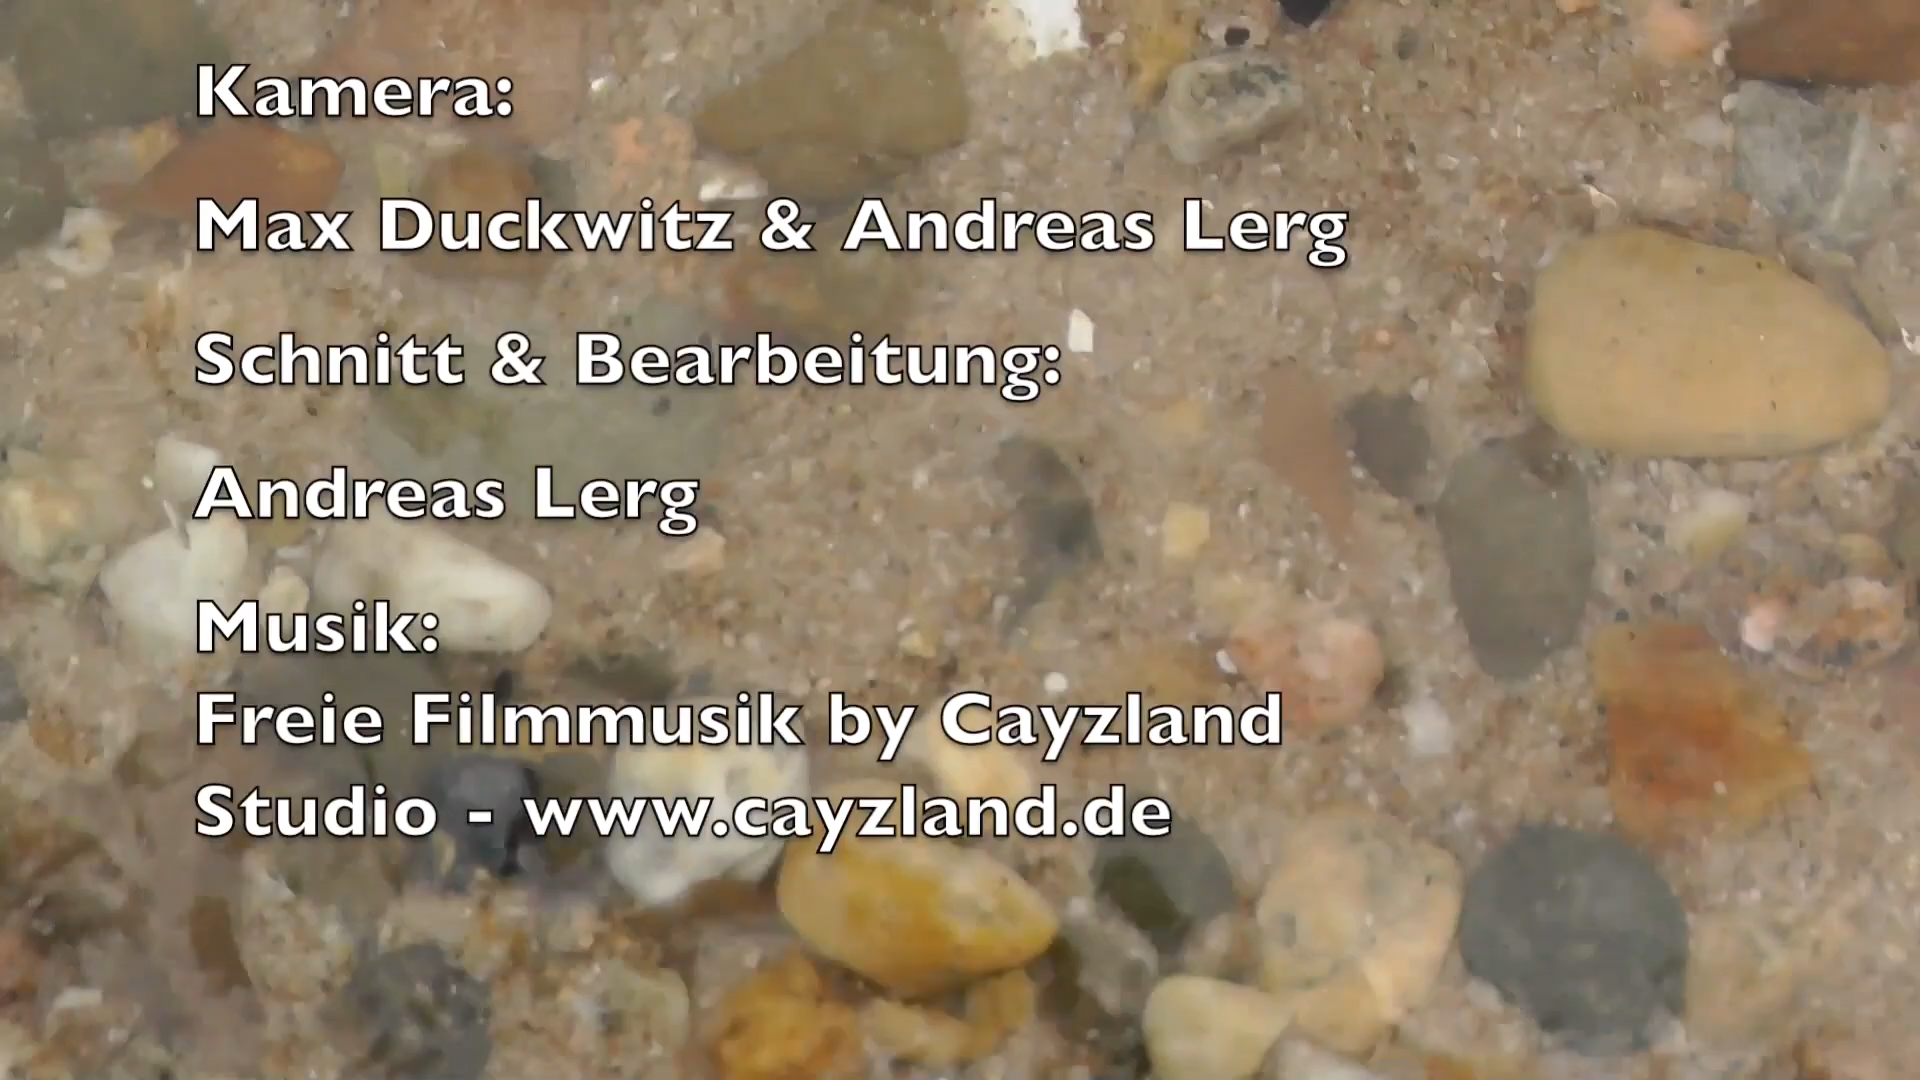 Kamera:
Max Duckwitz & Andreas Lerg
Schnitt & Bearbeitung:
Andreas Lerg
Musik:
Freie Filmmusik by Cayzland
Studio - www.cayzland.de